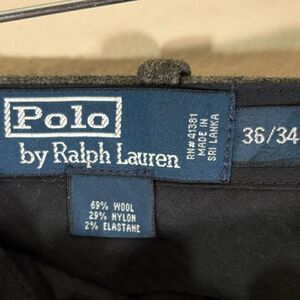 Polo
by Ralph Lauren
RN# 41381
MADE IN
SRI LANKA
36/34
69% WOOL
29% NYLON
2% ELASTANE